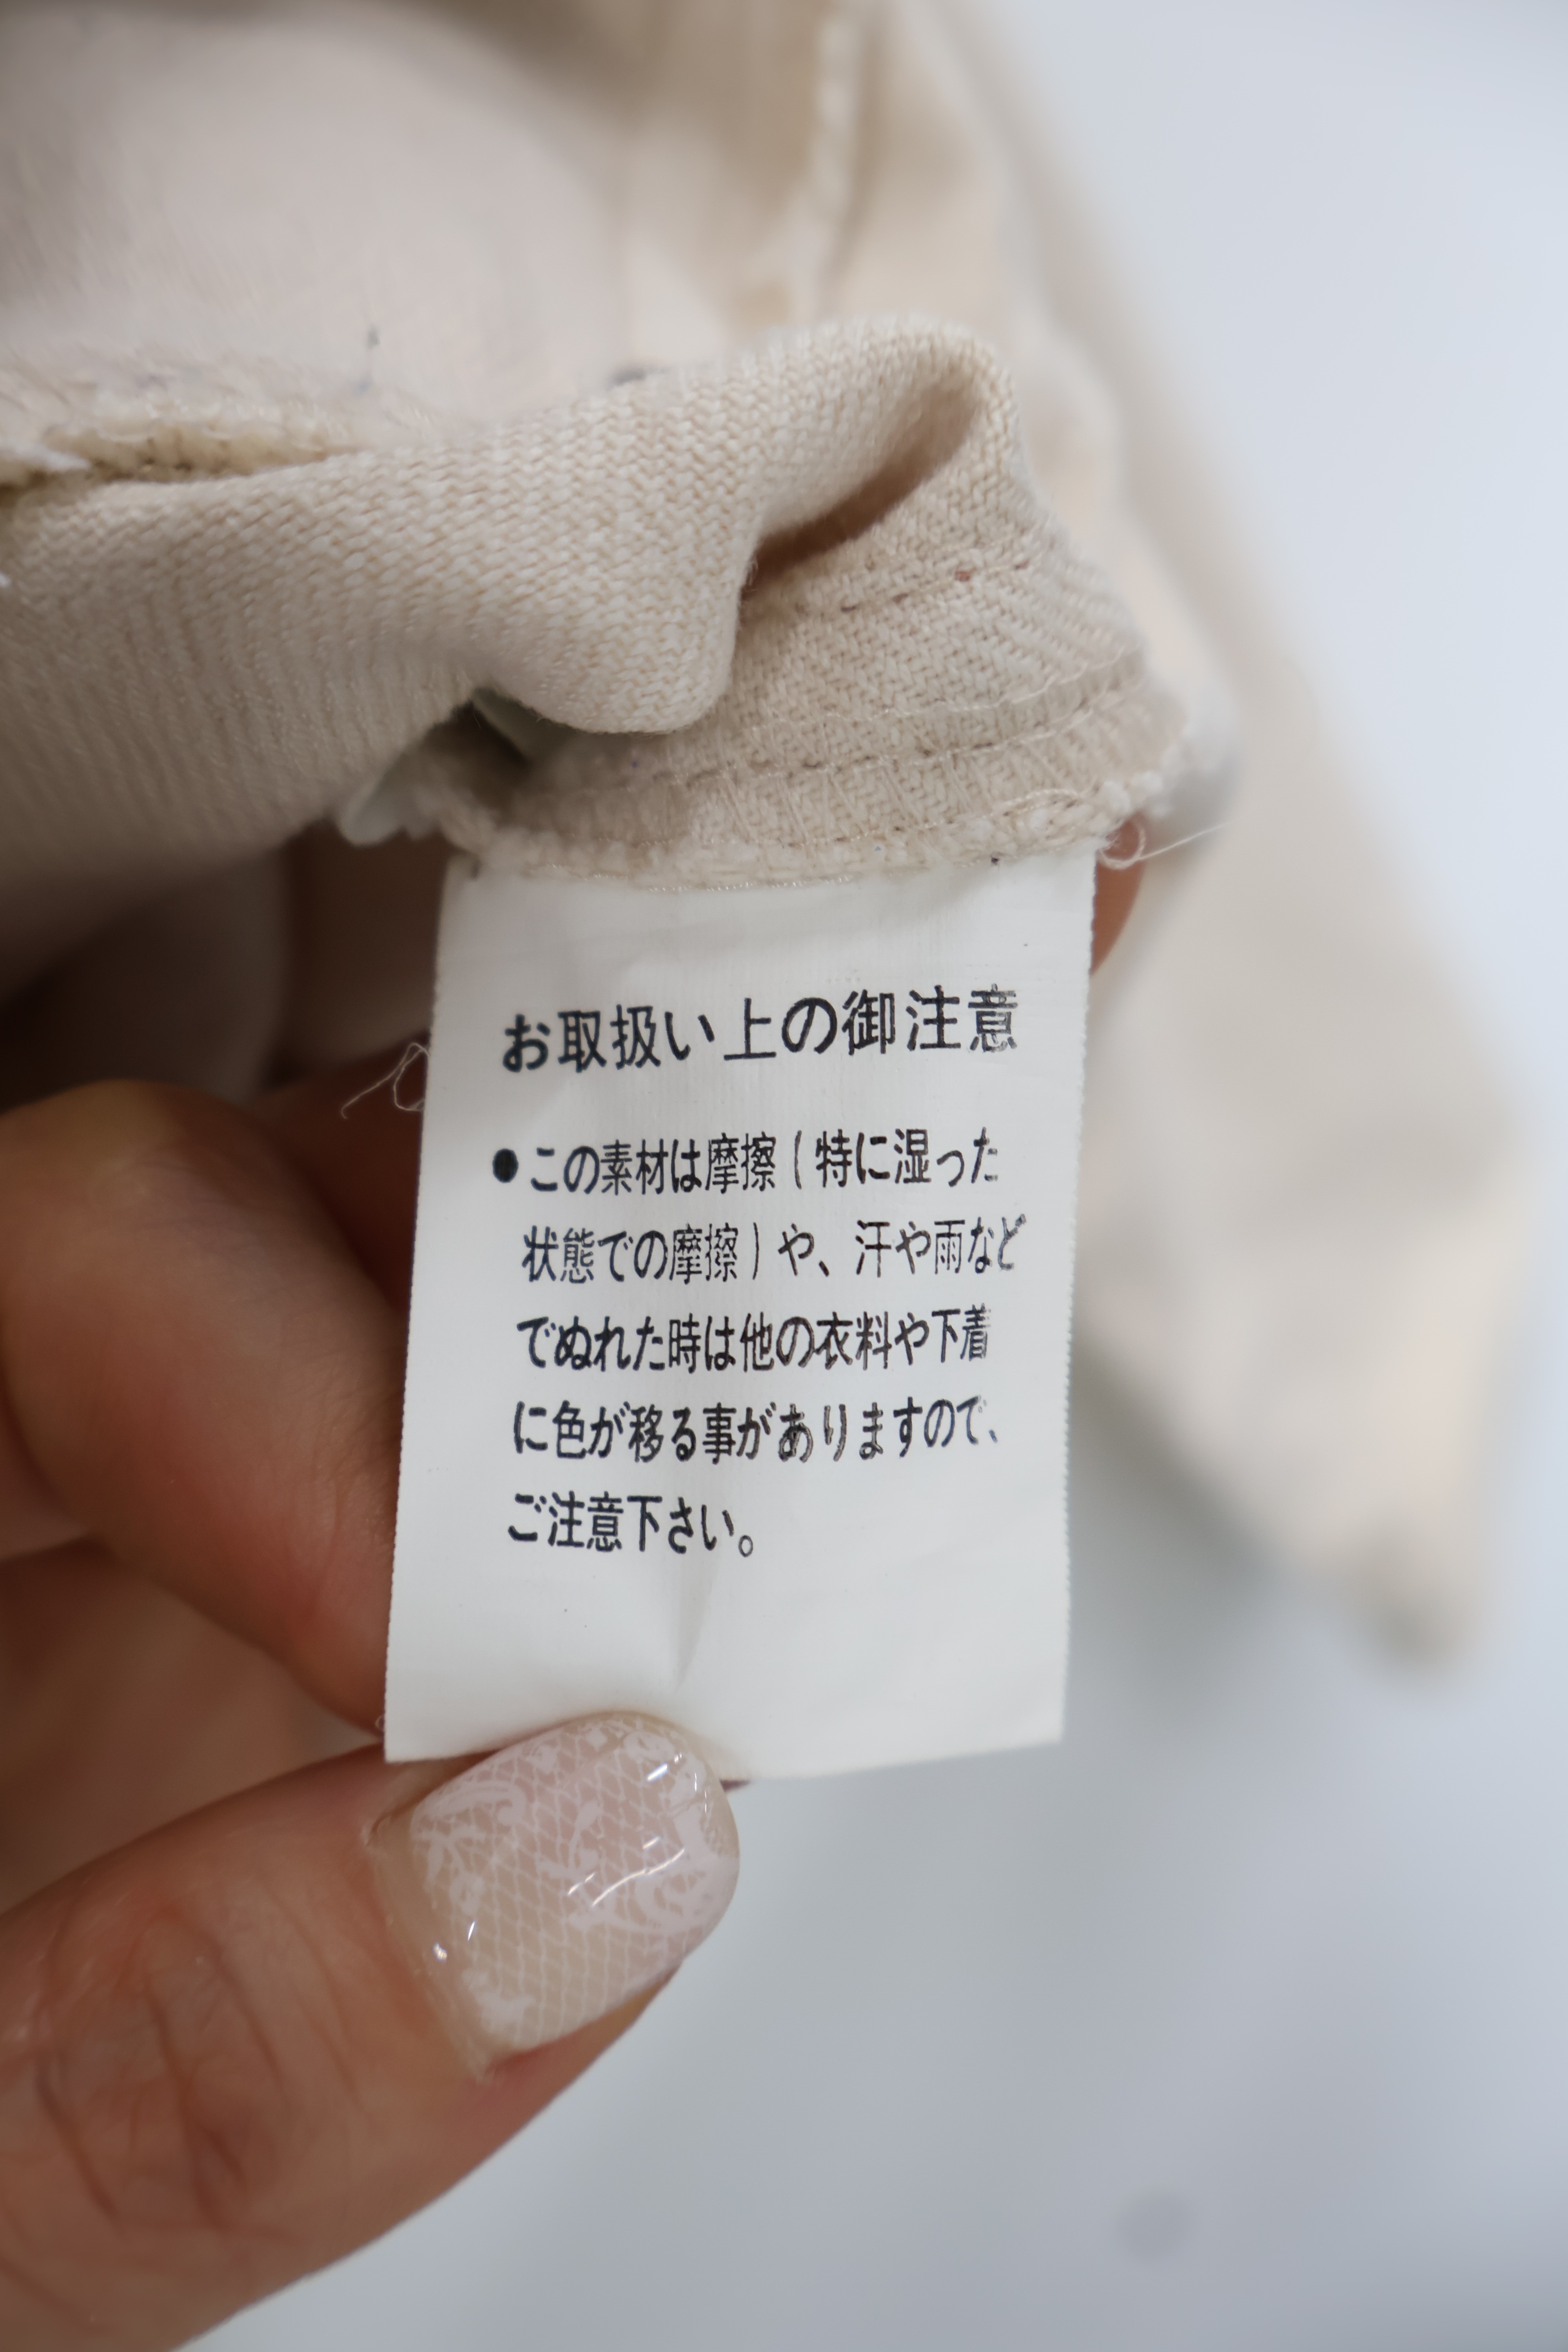 お取扱い上の御注意
●この素材は摩擦(特に湿った
状態での摩擦)や、汗や雨など
でぬれた時は他の衣料や下着
に色が移る事がありますので、
ご注意下さい。